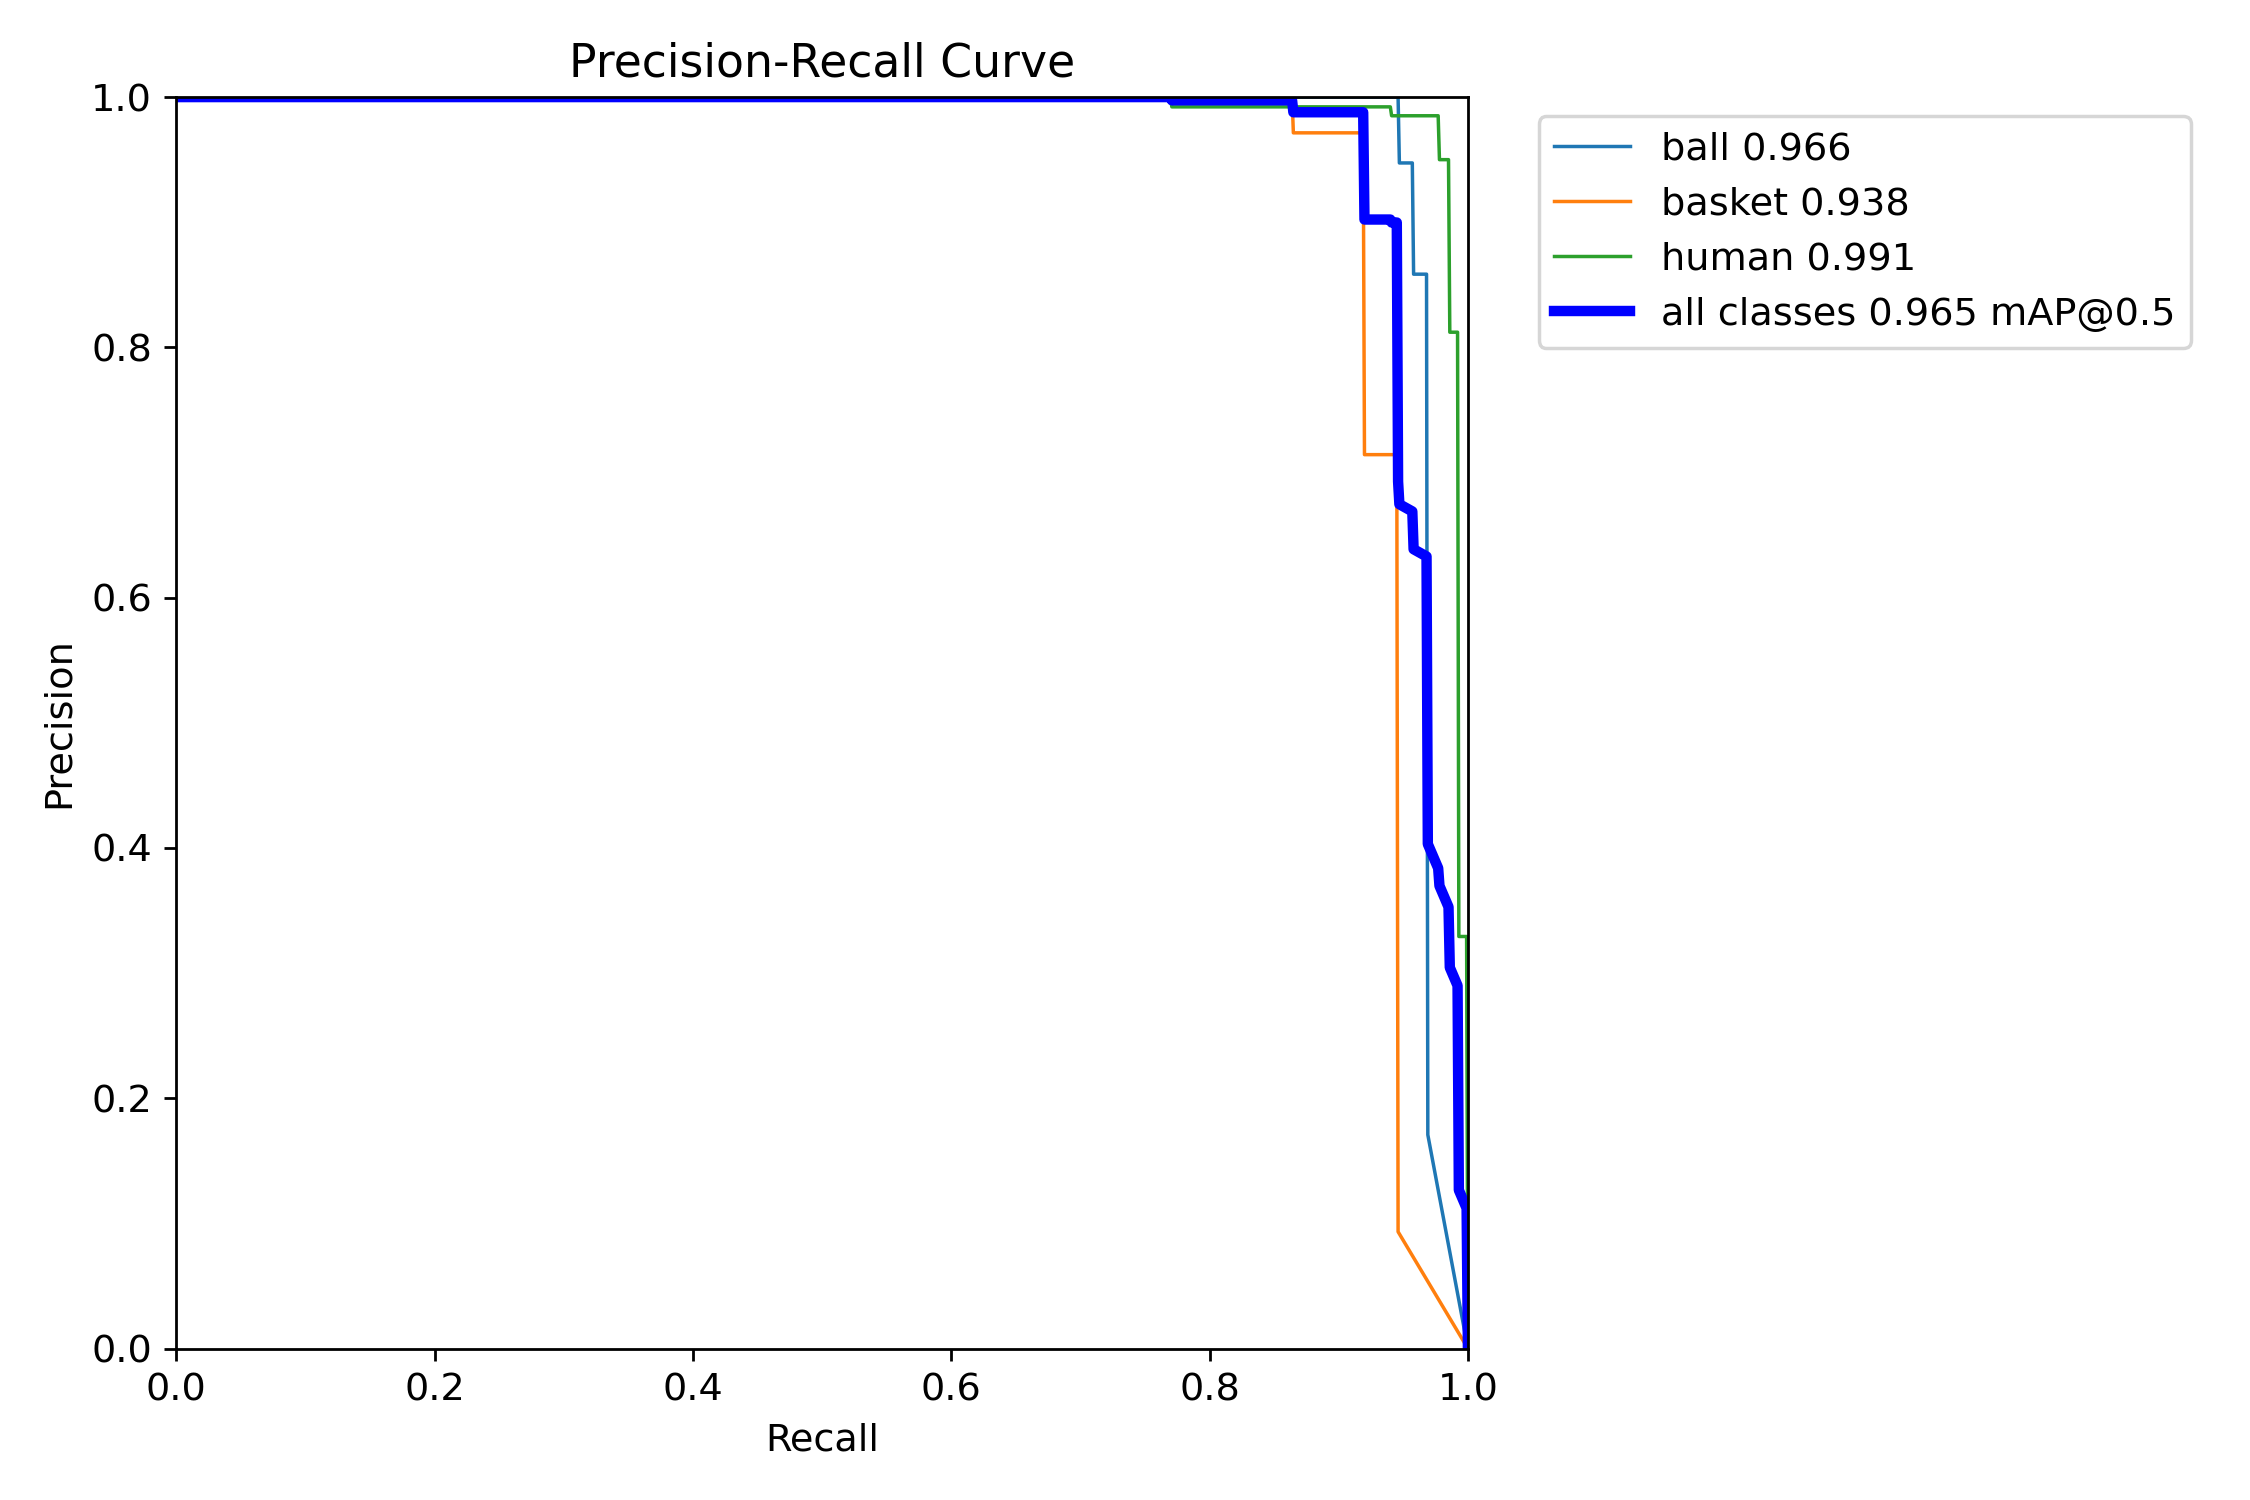 Precision-Recall Curve
1.0
0.8
0.6
0.4
0.2
0.0
Precision
0.0 0.2 0.4 0.6 0.8 1.0
Recall
ball 0.966
basket 0.938
human 0.991
all classes 0.965 mAP@0.5